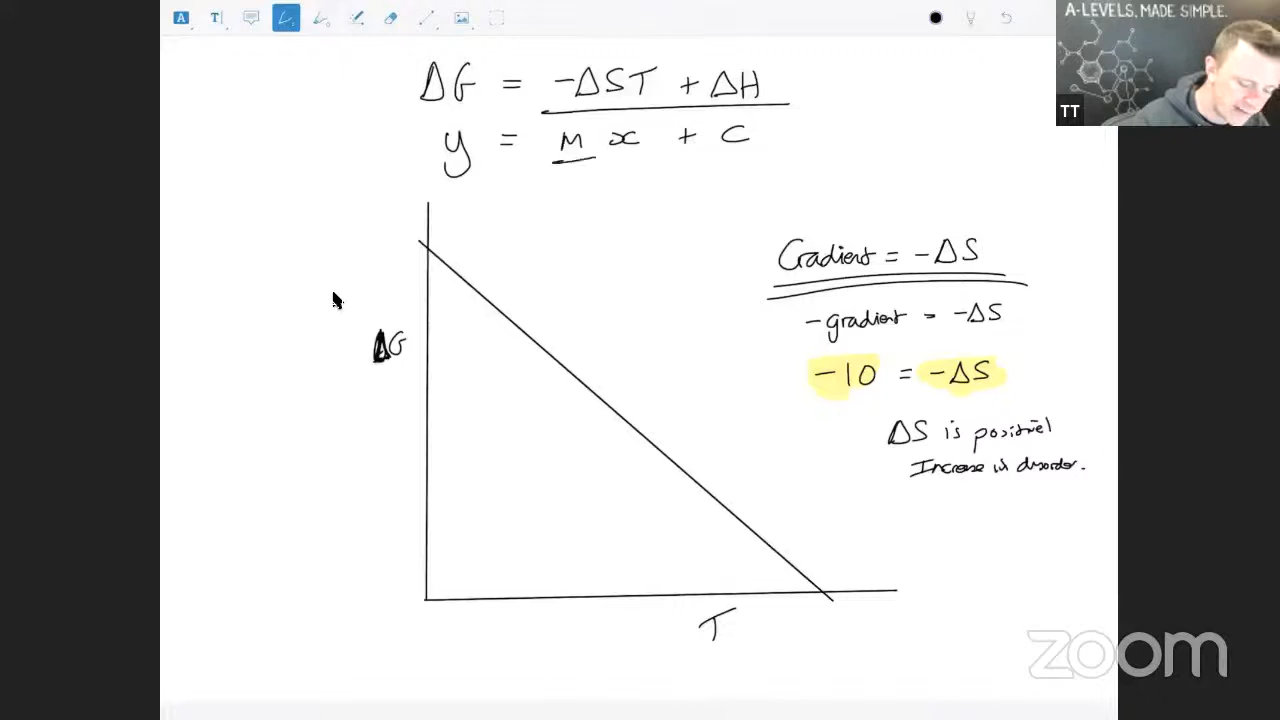 A-LEVELS, MADE SIMPLE.
A
T
TT
ΔG = -ΔST + ΔH
y = mx + c
Gradient = -ΔS
-gradient = -ΔS
-10 = -ΔS
ΔS is positive
Increase in disorder.
ΔG
T
zoom